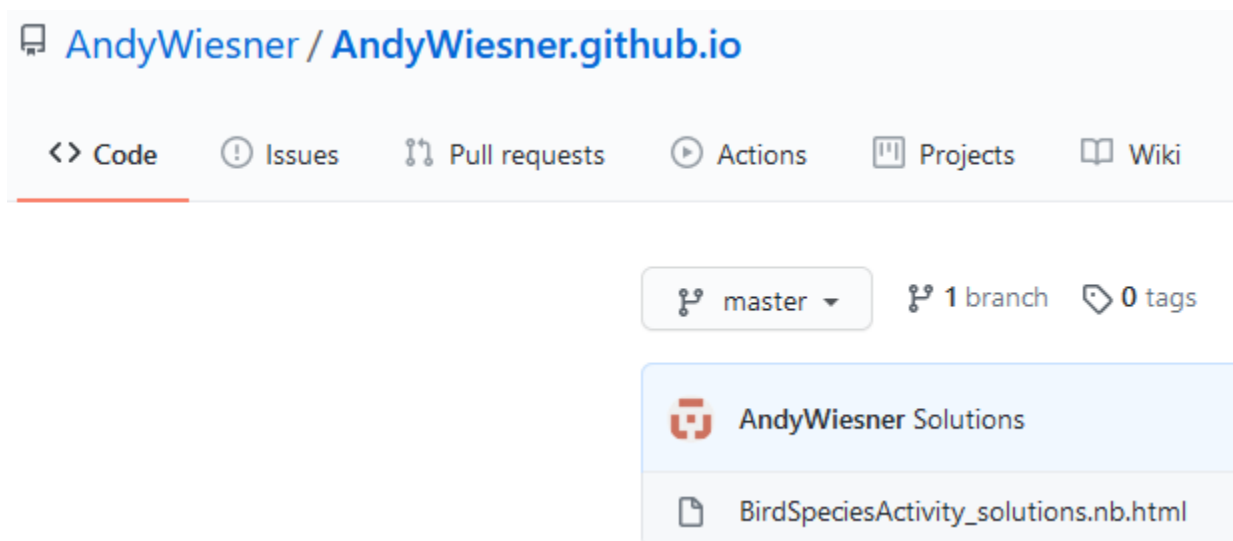 AndyWiesner / AndyWiesner.github.io
<> Code Issues Pull requests Actions Projects Wiki
master 1 branch 0 tags
AndyWiesner Solutions
BirdSpeciesActivity_solutions.nb.html